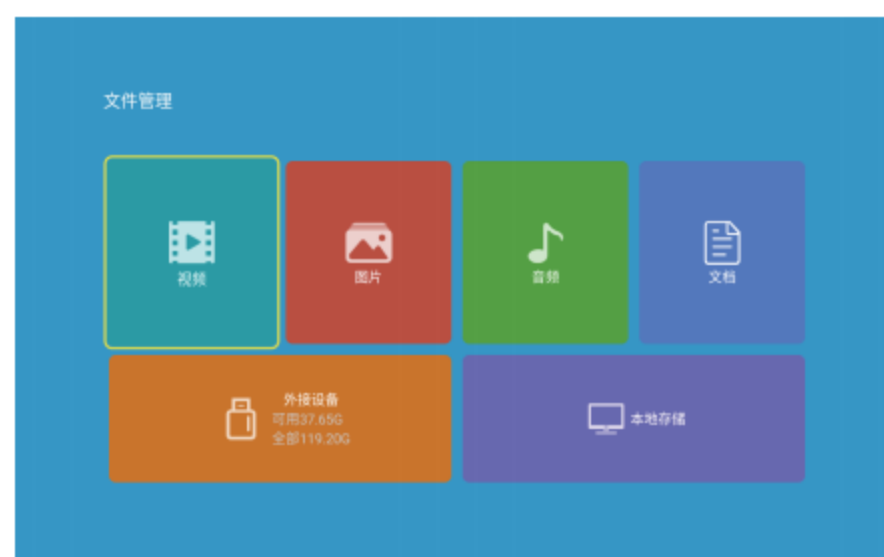 文件管理
视频
图片
音频
文档
外接设备
可用37.65G
全部119.20G
本地存储